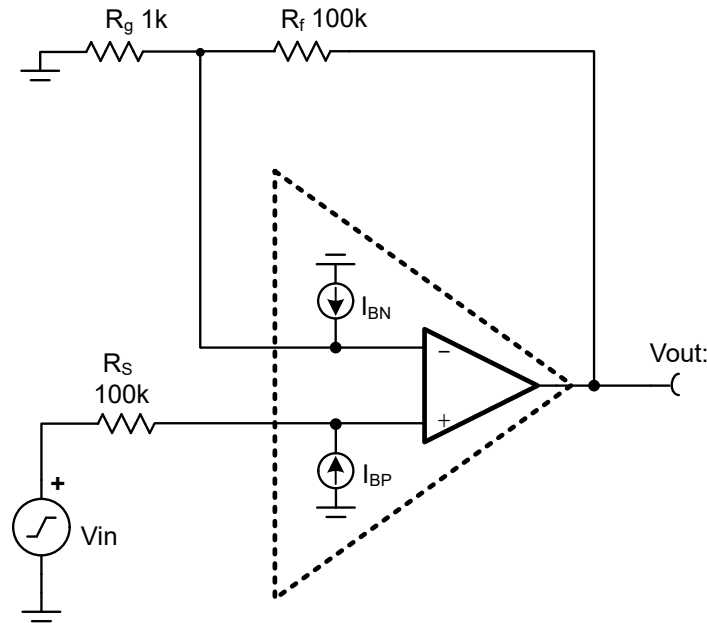 Rg 1k
Rf 100k
IBN
−
RS
100k
Vout:
+
IBP
+
Vin